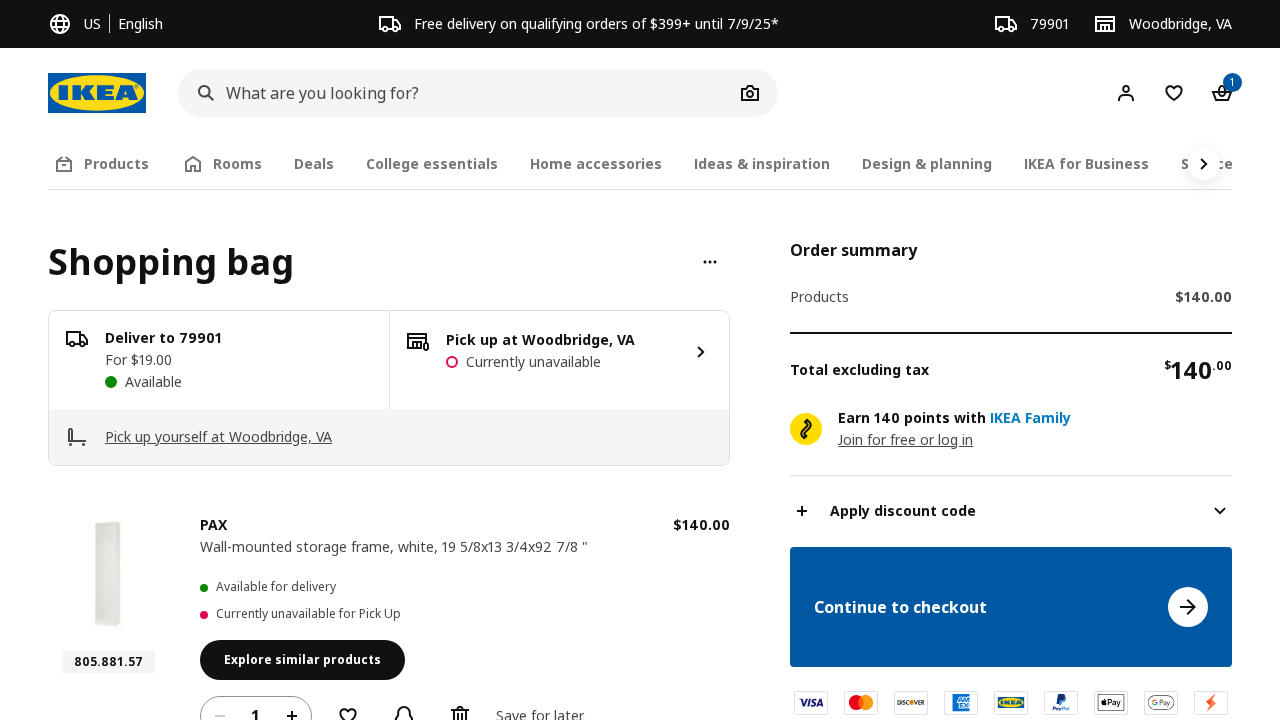 US | English
Free delivery on qualifying orders of $399+ until 7/9/25*
79901
Woodbridge, VA
IKEA
What are you looking for?
1
Products
Rooms
Deals
College essentials
Home accessories
Ideas & inspiration
Design & planning
IKEA for Business
Shopping bag
Deliver to 79901
For $19.00
Available
Pick up at Woodbridge, VA
Currently unavailable
Pick up yourself at Woodbridge, VA
PAX
$140.00
Wall-mounted storage frame, white, 19 5/8x13 3/4x92 7/8 "
Available for delivery
Currently unavailable for Pick Up
805.881.57
Explore similar products
1
Save for later
Order summary
Products
$140.00
Total excluding tax
$140.00
Earn 140 points with IKEA Family
Join for free or log in
Apply discount code
Continue to checkout
VISA
mastercard
DISCOVER
AMEX
IKEA
PayPal
Pay
G Pay